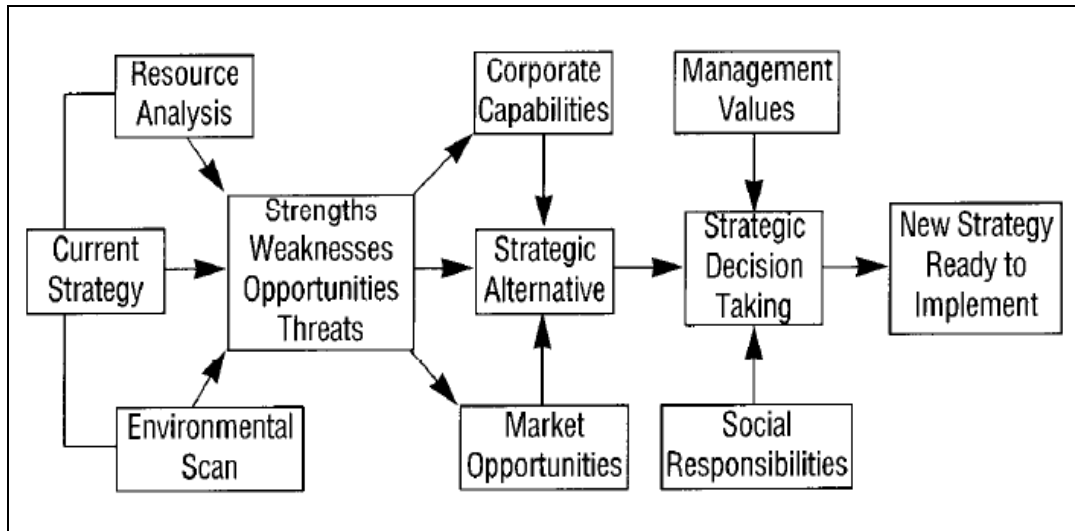 Resource
Analysis
Corporate
Capabilities
Management
Values
Current
Strategy
Strengths
Weaknesses
Opportunities
Threats
Strategic
Alternative
Strategic
Decision
Taking
New Strategy
Ready to
Implement
Environmental
Scan
Market
Opportunities
Social
Responsibilities